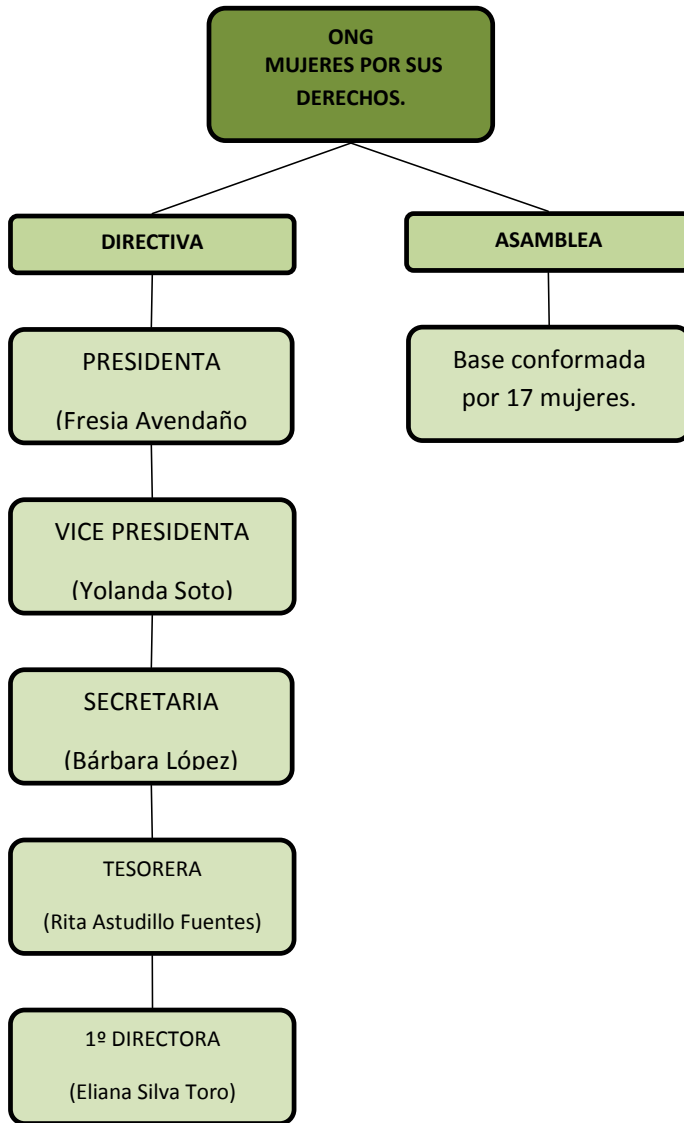 ONG
MUJERES POR SUS
DERECHOS.
DIRECTIVA
ASAMBLEA
PRESIDENTA
(Fresia Avendaño
Base conformada
por 17 mujeres.
VICE PRESIDENTA
(Yolanda Soto)
SECRETARIA
(Bárbara López)
TESORERA
(Rita Astudillo Fuentes)
1º DIRECTORA
(Eliana Silva Toro)